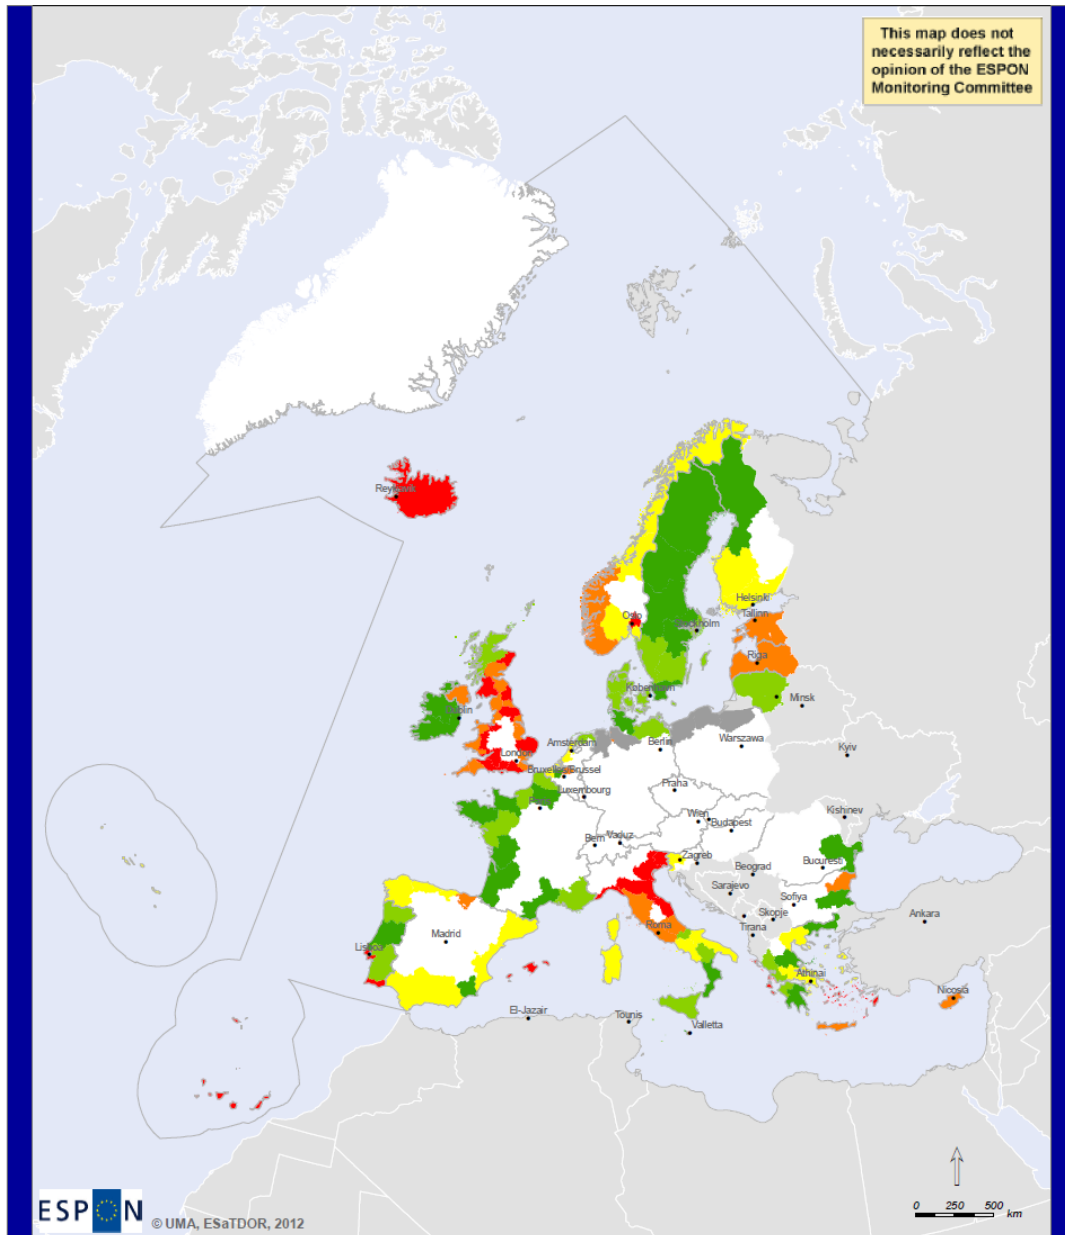 This map does not
necessarily reflect the
opinion of the ESPON
Monitoring Committee
Reykjavik
Helsinki
Tallinn
Oslo
Stockholm
Riga
København
Minsk
Dublin
Amsterdam
Berlin
Warszawa
London
Kyiv
Bruxelles/Brussel
Luxembourg
Praha
Paris
Kishinev
Wien
Budapest
Bern
Vaduz
Zagreb
Bucuresti
Beograd
Sarajevo
Sofiya
Skopje
Ankara
Roma
Tirana
Madrid
Lisboa
Athinai
Nicosia
El-Jazair
Tounis
Valletta
0 250 500
km
ESPON
© UMA, ESaTDOR, 2012